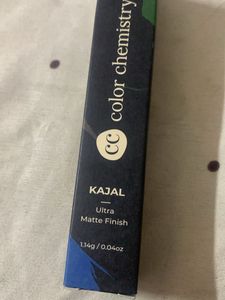 cc color chemistry
KAJAL
Ultra
Matte Finish
1.14g / 0.04oz